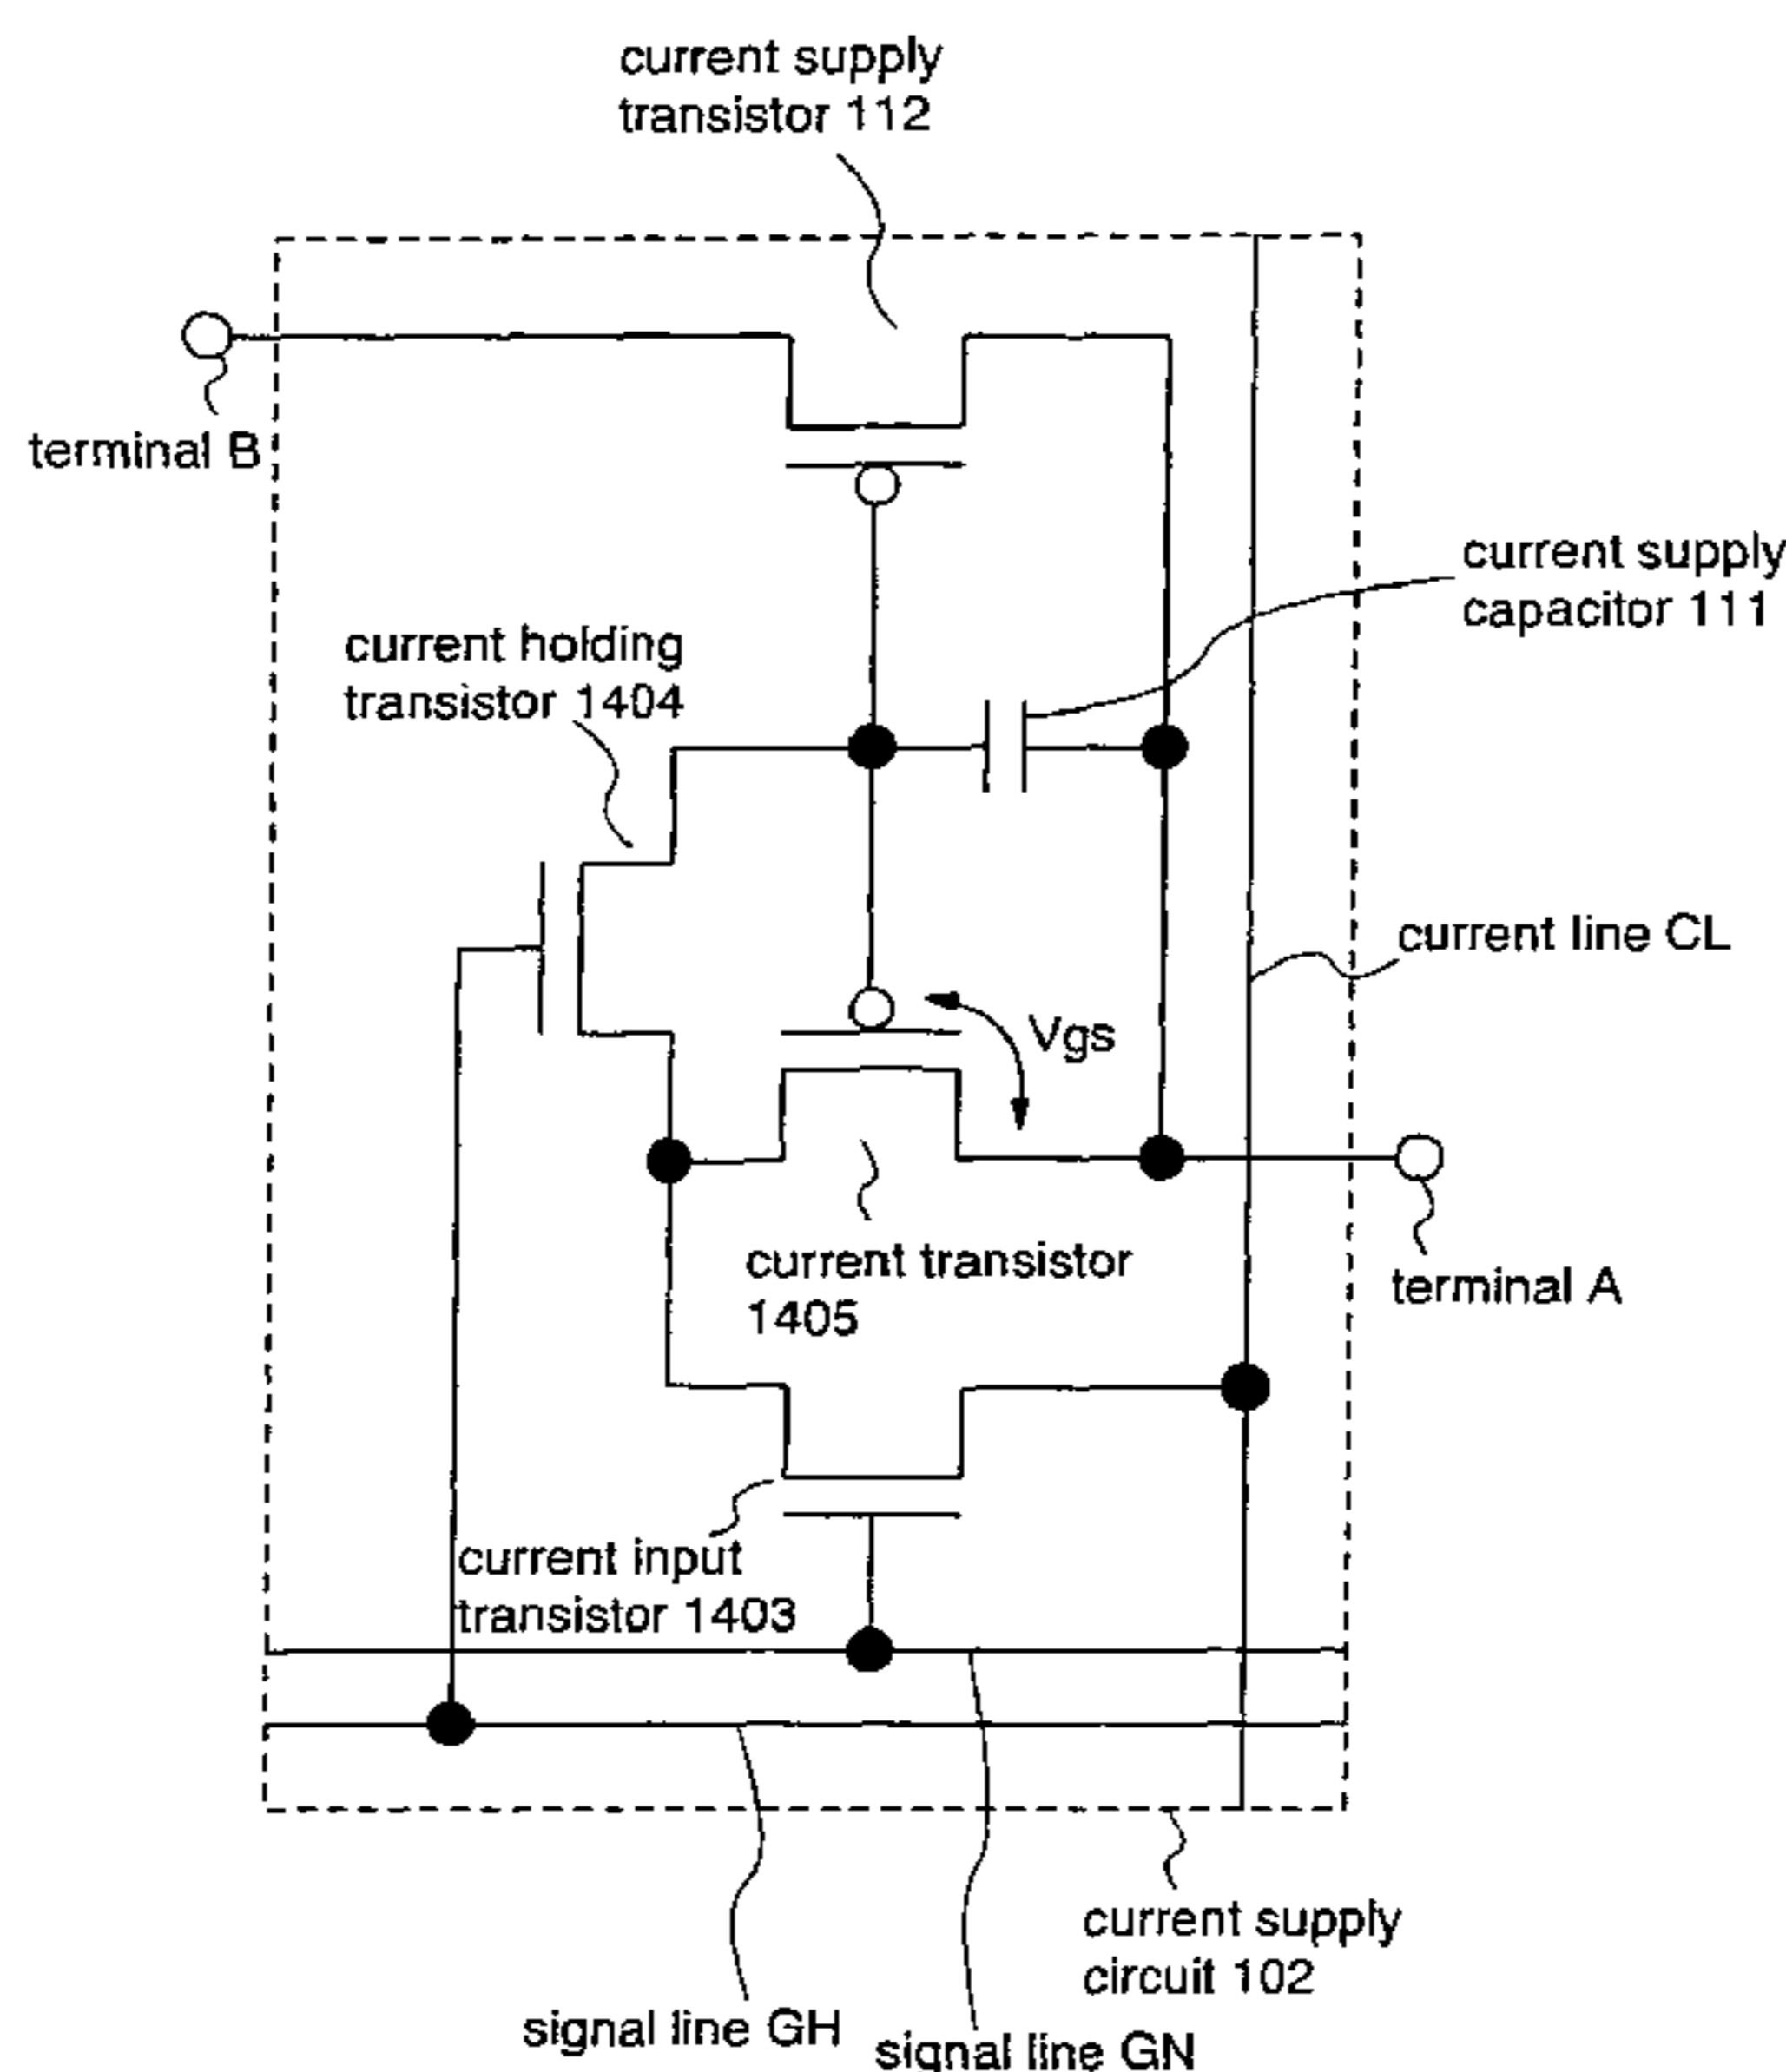 current supply
transistor 112
terminal B
current supply
capacitor 111
current holding
transistor 1404
current line CL
Vgs
current transistor
1405
terminal A
current input
transistor 1403
current supply
circuit 102
signal line GH
signal line GN